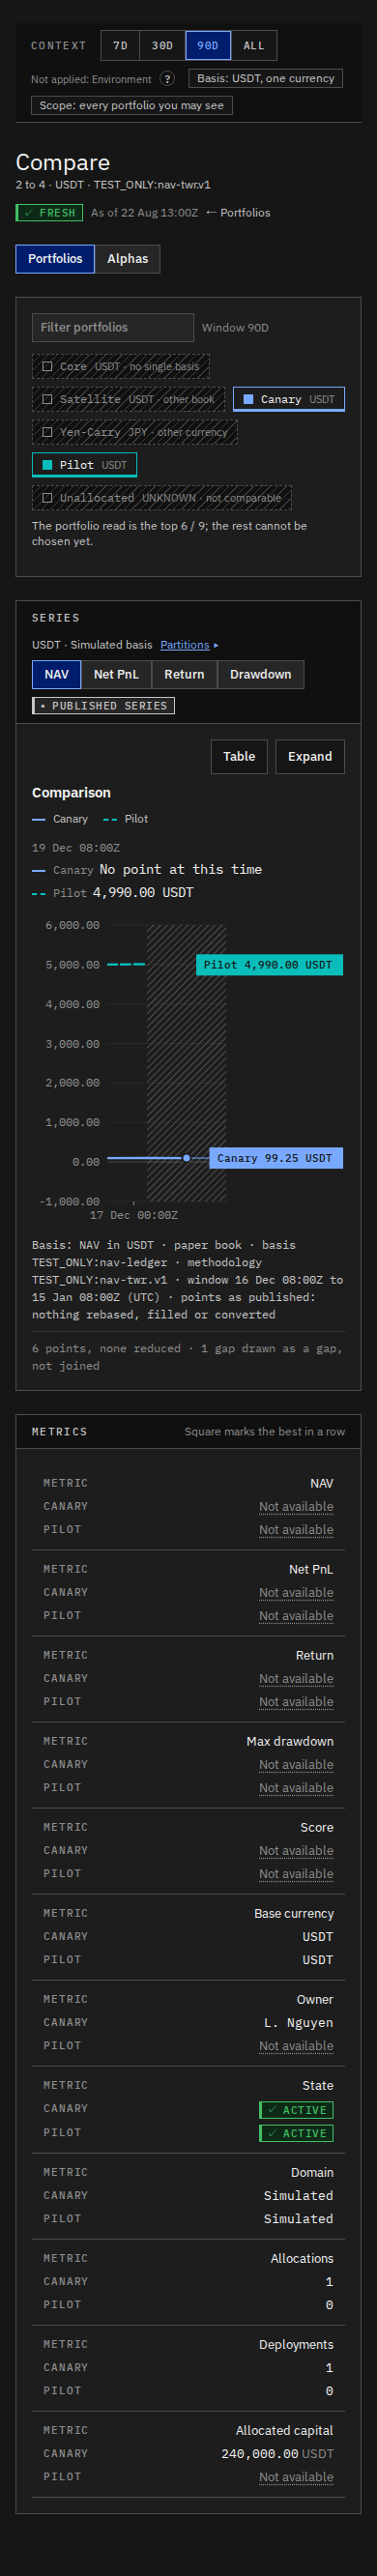 CONTEXT 7D 30D 90D ALL
Not applied: Environment ? Basis: USDT, one currency
Scope: every portfolio you may see
Compare
2 to 4 · USDT · TEST_ONLY:nav-twr.v1
✓ FRESH As of 22 Aug 13:00Z ← Portfolios
Portfolios Alphas
Filter portfolios Window 90D
Core USDT · no single basis
Satellite USDT · other book Canary USDT
Yen-Carry JPY · other currency
Pilot USDT
Unallocated UNKNOWN · not comparable
The portfolio read is the top 6 / 9; the rest cannot be
chosen yet.
SERIES
USDT · Simulated basis Partitions ▸
NAV Net PnL Return Drawdown
• PUBLISHED SERIES
Table Expand
Comparison
Canary Pilot
19 Dec 08:00Z
Canary No point at this time
Pilot 4,990.00 USDT
6,000.00
5,000.00 Pilot 4,990.00 USDT
4,000.00
3,000.00
2,000.00
1,000.00
0.00 Canary 99.25 USDT
-1,000.00
17 Dec 00:00Z
Basis: NAV in USDT · paper book · basis
TEST_ONLY:nav-ledger · methodology
TEST_ONLY:nav-twr.v1 · window 16 Dec 08:00Z to
15 Jan 08:00Z (UTC) · points as published:
nothing rebased, filled or converted
6 points, none reduced · 1 gap drawn as a gap,
not joined
METRICS Square marks the best in a row
METRIC NAV
CANARY Not available
PILOT Not available
METRIC Net PnL
CANARY Not available
PILOT Not available
METRIC Return
CANARY Not available
PILOT Not available
METRIC Max drawdown
CANARY Not available
PILOT Not available
METRIC Score
CANARY Not available
PILOT Not available
METRIC Base currency
CANARY USDT
PILOT USDT
METRIC Owner
CANARY L. Nguyen
PILOT Not available
METRIC State
CANARY ✓ ACTIVE
PILOT ✓ ACTIVE
METRIC Domain
CANARY Simulated
PILOT Simulated
METRIC Allocations
CANARY 1
PILOT 0
METRIC Deployments
CANARY 1
PILOT 0
METRIC Allocated capital
CANARY 240,000.00 USDT
PILOT Not available